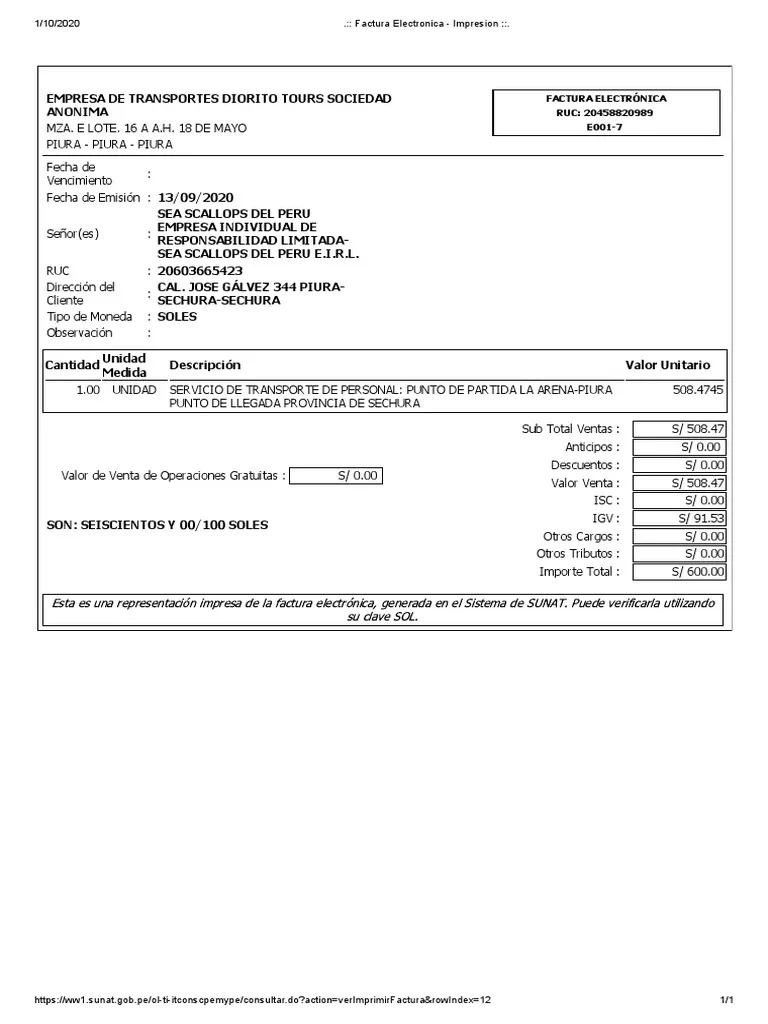 1/10/2020 .:: Factura Electronica - Impresion ::.
EMPRESA DE TRANSPORTES DIORITO TOURS SOCIEDAD
ANONIMA
MZA. E LOTE. 16 A A.H. 18 DE MAYO
PIURA - PIURA - PIURA
FACTURA ELECTRÓNICA
RUC: 20458820989
E001-7
Fecha de
Vencimiento :
Fecha de Emisión : 13/09/2020
Señor(es) : SEA SCALLOPS DEL PERU
EMPRESA INDIVIDUAL DE
RESPONSABILIDAD LIMITADA-
SEA SCALLOPS DEL PERU E.I.R.L.
RUC : 20603665423
Dirección del
Cliente : CAL. JOSE GÁLVEZ 344 PIURA-
SECHURA-SECHURA
Tipo de Moneda : SOLES
Observación :
Cantidad Unidad
Medida Descripción Valor Unitario
1.00 UNIDAD SERVICIO DE TRANSPORTE DE PERSONAL: PUNTO DE PARTIDA LA ARENA-PIURA 508.4745
PUNTO DE LLEGADA PROVINCIA DE SECHURA
Sub Total Ventas : S/ 508.47
Anticipos : S/ 0.00
Descuentos : S/ 0.00
Valor de Venta de Operaciones Gratuitas : S/ 0.00
Valor Venta : S/ 508.47
ISC : S/ 0.00
IGV : S/ 91.53
SON: SEISCIENTOS Y 00/100 SOLES
Otros Cargos : S/ 0.00
Otros Tributos : S/ 0.00
Importe Total : S/ 600.00
Esta es una representación impresa de la factura electrónica, generada en el Sistema de SUNAT. Puede verificarla utilizando
su clave SOL.
https://ww1.sunat.gob.pe/ol-ti-itconscpemype/consultar.do?action=verImprimirFactura&rowIndex=12 1/1